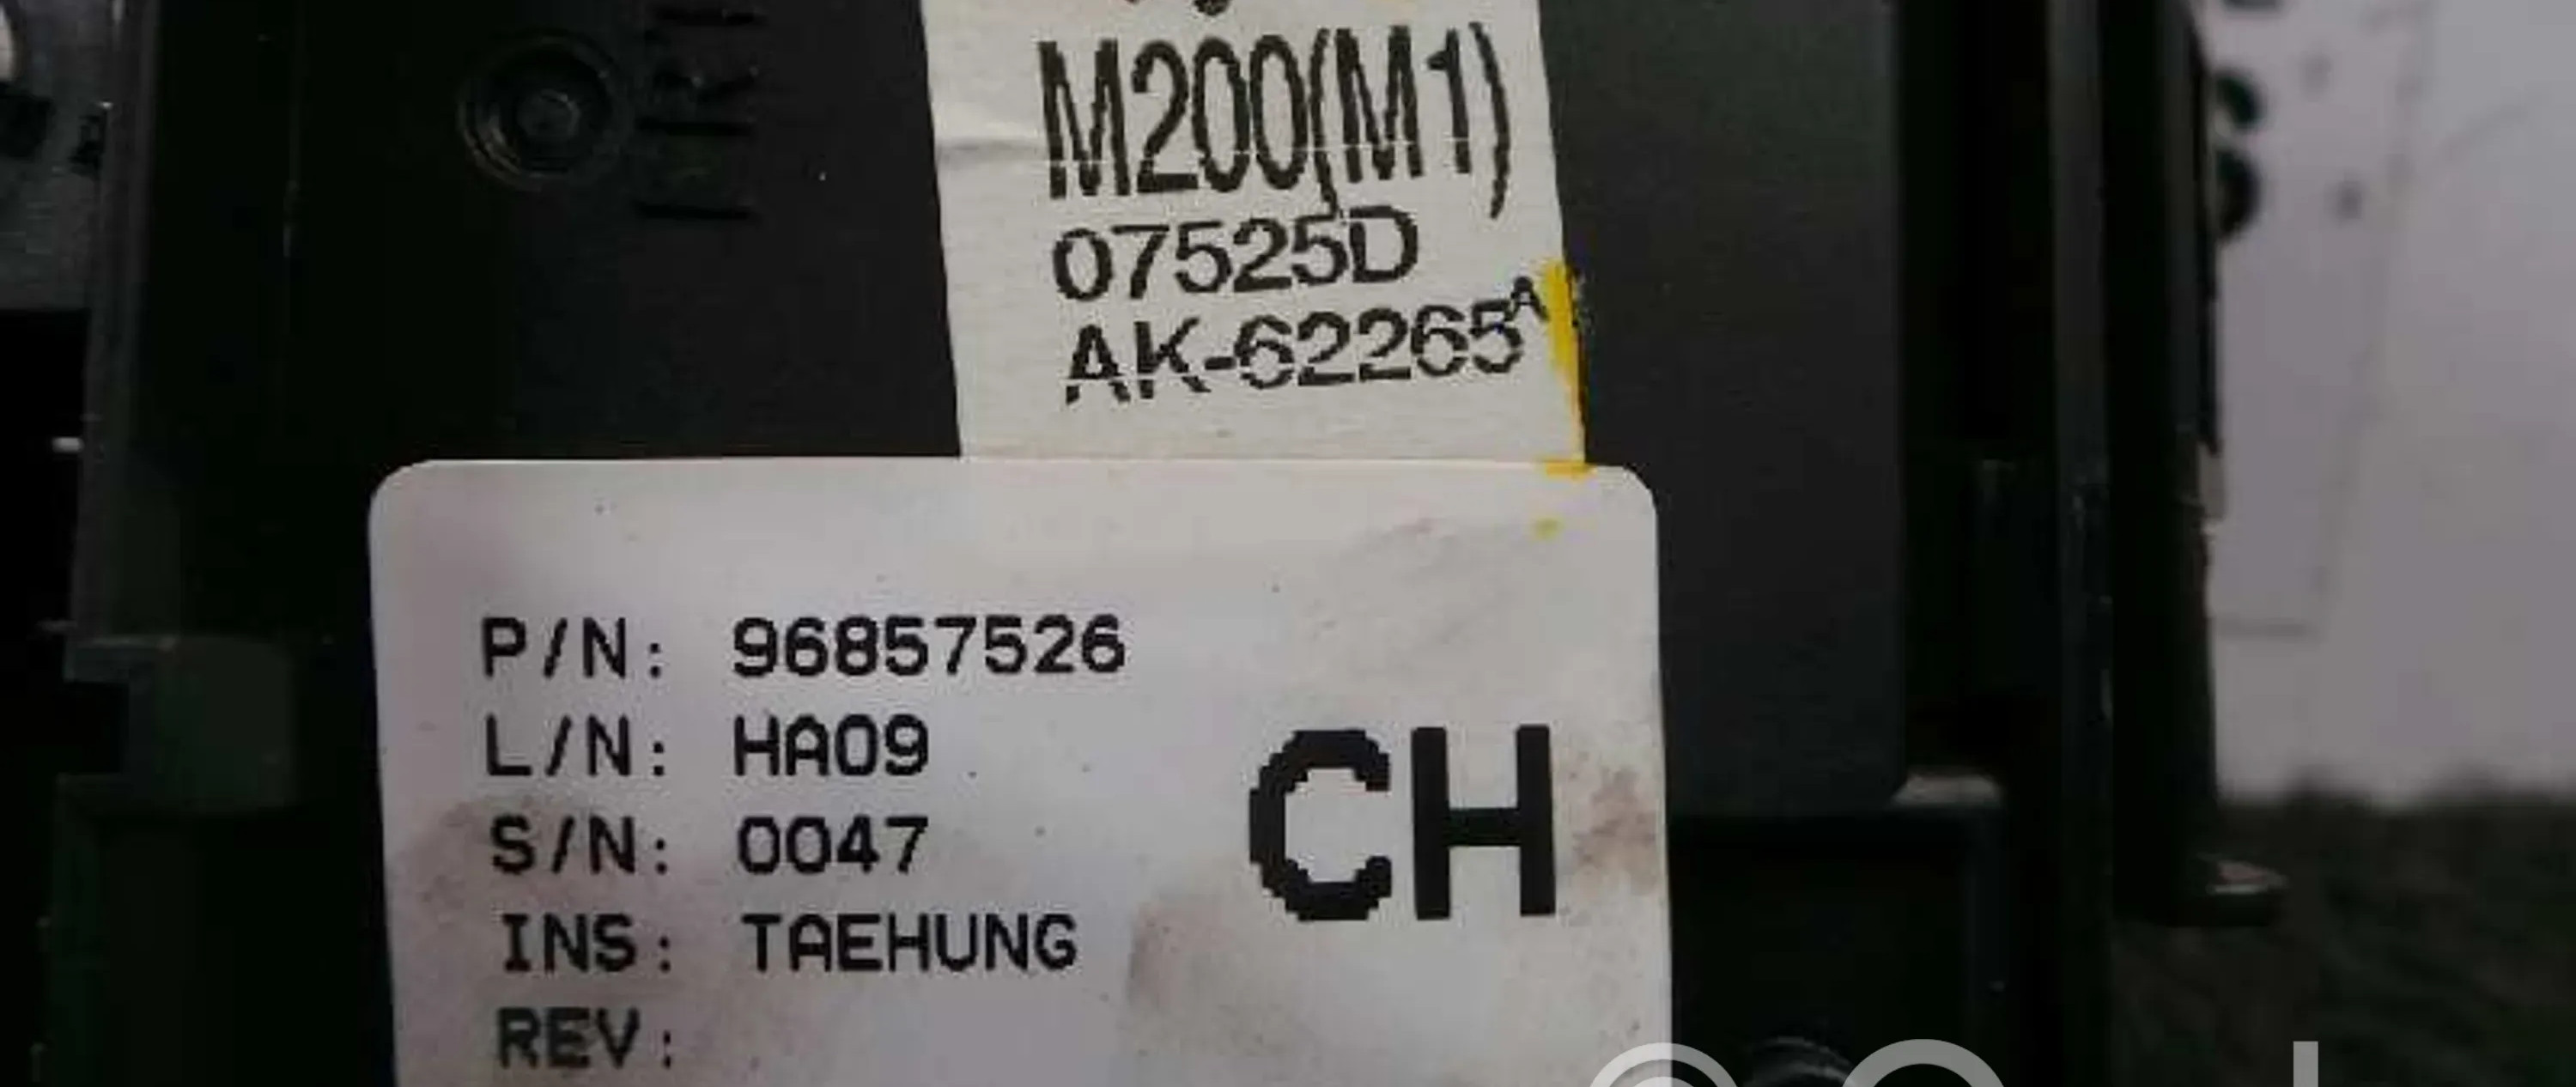 M200(M1)
07525D
AK-62265A
P/N: 96857526
L/N: HA09
S/N: 0047
CH
INS: TAEHUNG
REV: